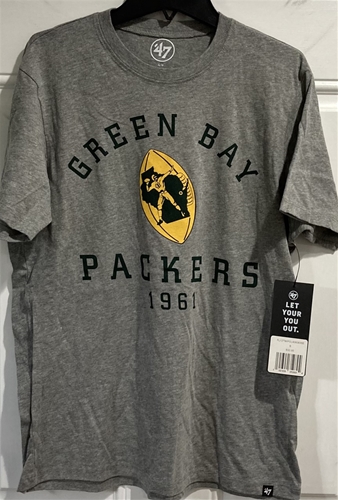 '47
GREEN BAY
PACKERS
1961
'47
LET
YOUR
YOU
OUT.
'47